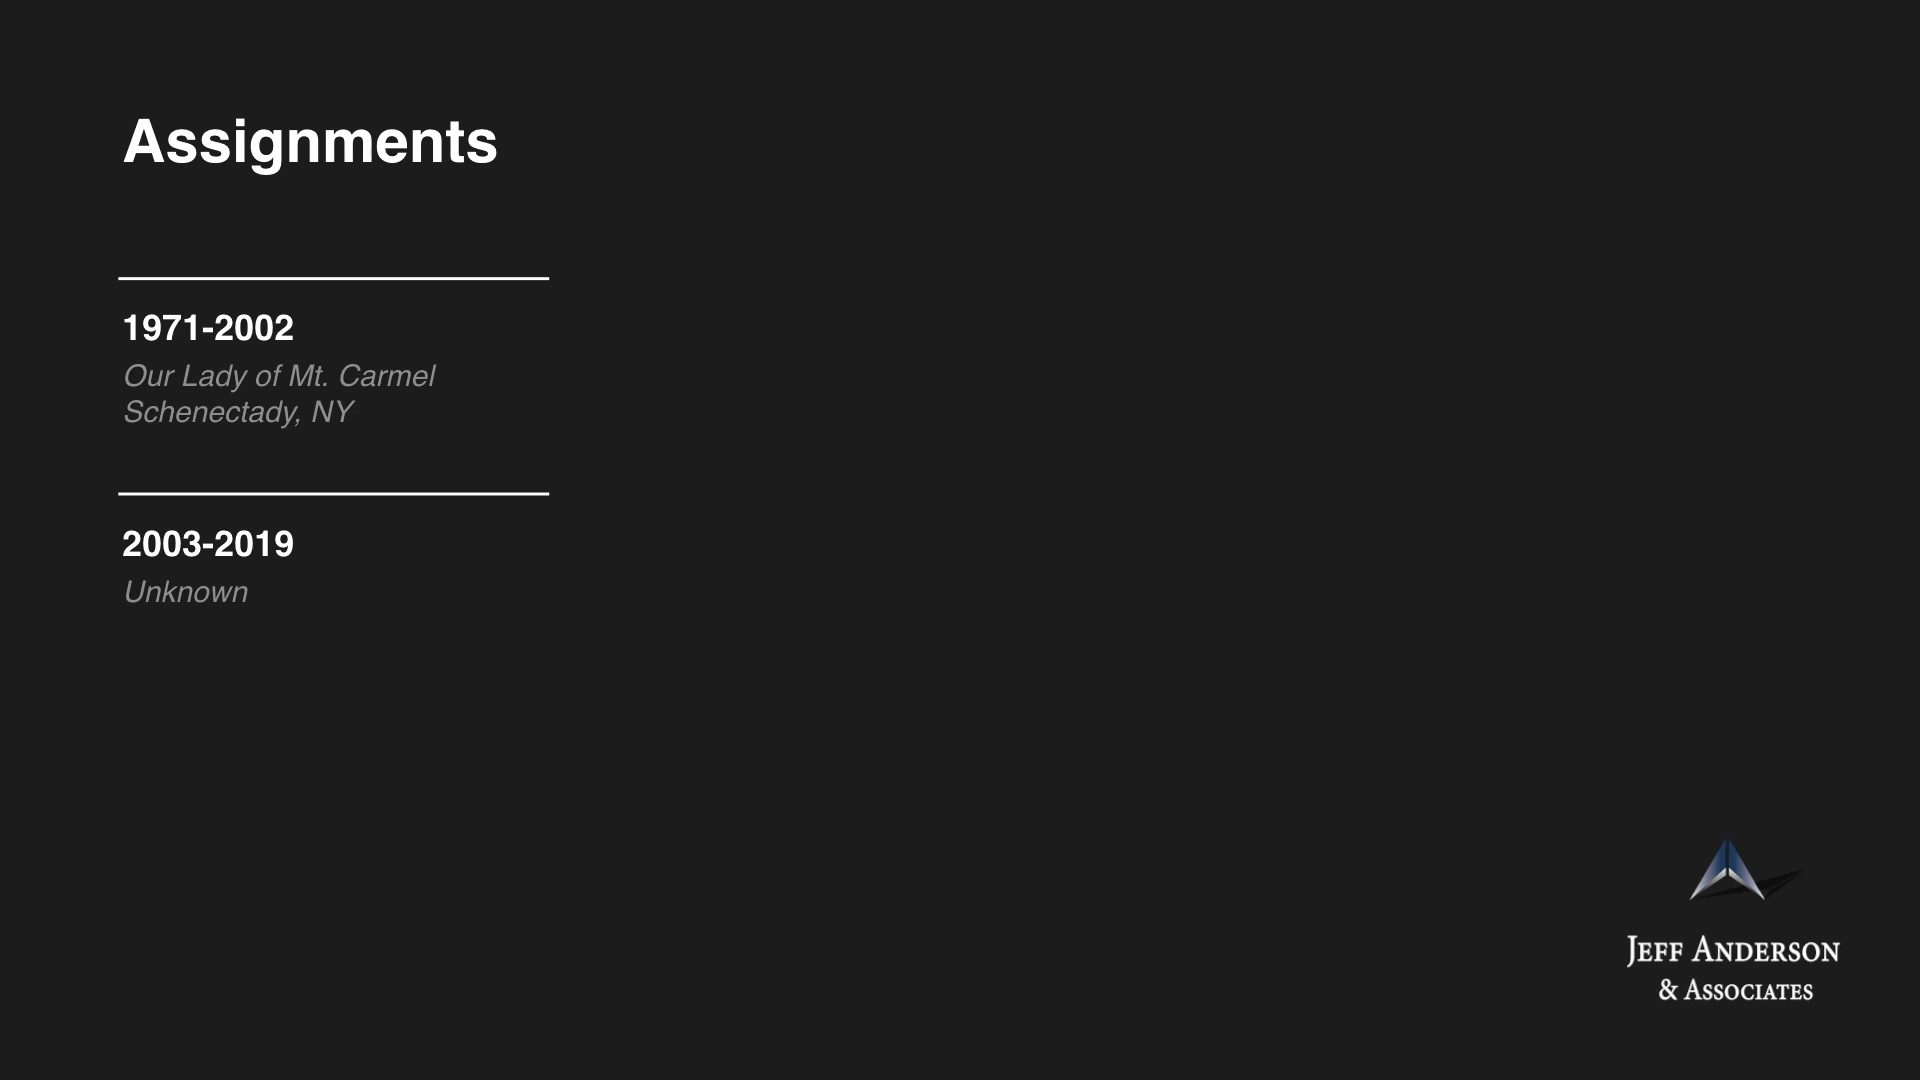 Assignments
1971-2002
Our Lady of Mt. Carmel
Schenectady, NY
2003-2019
Unknown
Jeff Anderson
& Associates